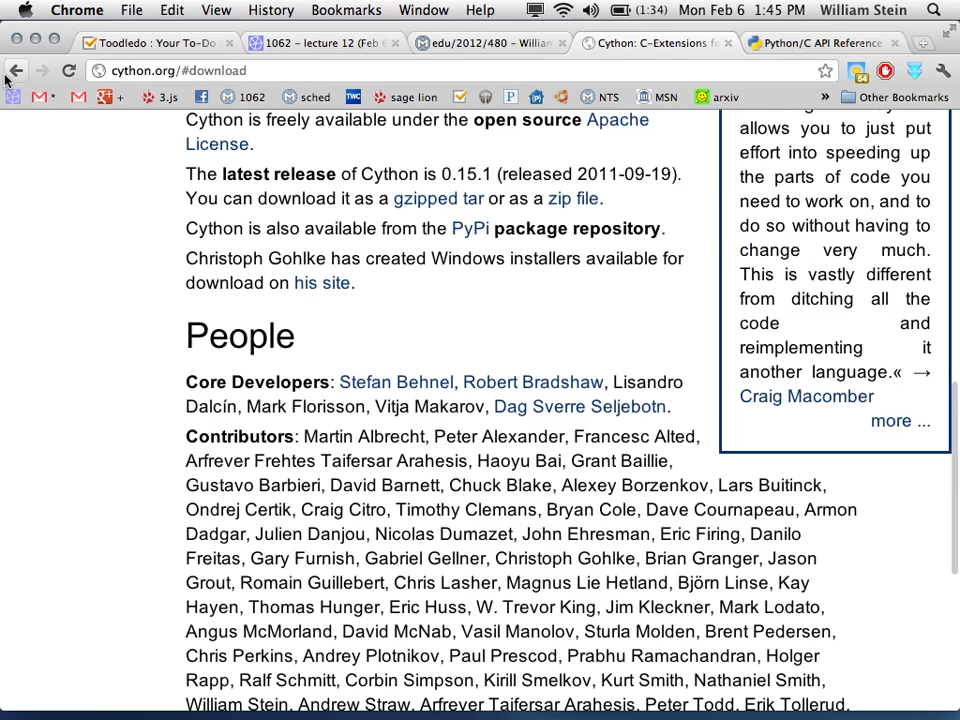 Chrome File Edit View History Bookmarks Window Help (1:34) Mon Feb 6 1:45 PM William Stein
Toodledo : Your To-Do
1062 - lecture 12 (Feb 6
edu/2012/480 - William
Cython: C-Extensions fo
Python/C API Reference
cython.org/#download
+ 3.js 1062 sched TWC sage lion P NTS MSN arxiv » Other Bookmarks
Cython is freely available under the open source Apache
License.
The latest release of Cython is 0.15.1 (released 2011-09-19).
You can download it as a gzipped tar or as a zip file.
Cython is also available from the PyPi package repository.
Christoph Gohlke has created Windows installers available for
download on his site.
People
Core Developers: Stefan Behnel, Robert Bradshaw, Lisandro
Dalcín, Mark Florisson, Vitja Makarov, Dag Sverre Seljebotn.
Contributors: Martin Albrecht, Peter Alexander, Francesc Alted,
Arfrever Frehtes Taifersar Arahesis, Haoyu Bai, Grant Baillie,
Gustavo Barbieri, David Barnett, Chuck Blake, Alexey Borzenkov, Lars Buitinck,
Ondrej Certik, Craig Citro, Timothy Clemans, Bryan Cole, Dave Cournapeau, Armon
Dadgar, Julien Danjou, Nicolas Dumazet, John Ehresman, Eric Firing, Danilo
Freitas, Gary Furnish, Gabriel Gellner, Christoph Gohlke, Brian Granger, Jason
Grout, Romain Guillebert, Chris Lasher, Magnus Lie Hetland, Björn Linse, Kay
Hayen, Thomas Hunger, Eric Huss, W. Trevor King, Jim Kleckner, Mark Lodato,
Angus McMorland, David McNab, Vasil Manolov, Sturla Molden, Brent Pedersen,
Chris Perkins, Andrey Plotnikov, Paul Prescod, Prabhu Ramachandran, Holger
Rapp, Ralf Schmitt, Corbin Simpson, Kirill Smelkov, Kurt Smith, Nathaniel Smith,
William Stein, Andrew Straw, Arfrever Taifersar Arahesis, Peter Todd, Erik Tollerud,
allows you to just put
effort into speeding up
the parts of code you
need to work on, and to
do so without having to
change very much.
This is vastly different
from ditching all the
code and
reimplementing it
another language.« →
Craig Macomber
more ...